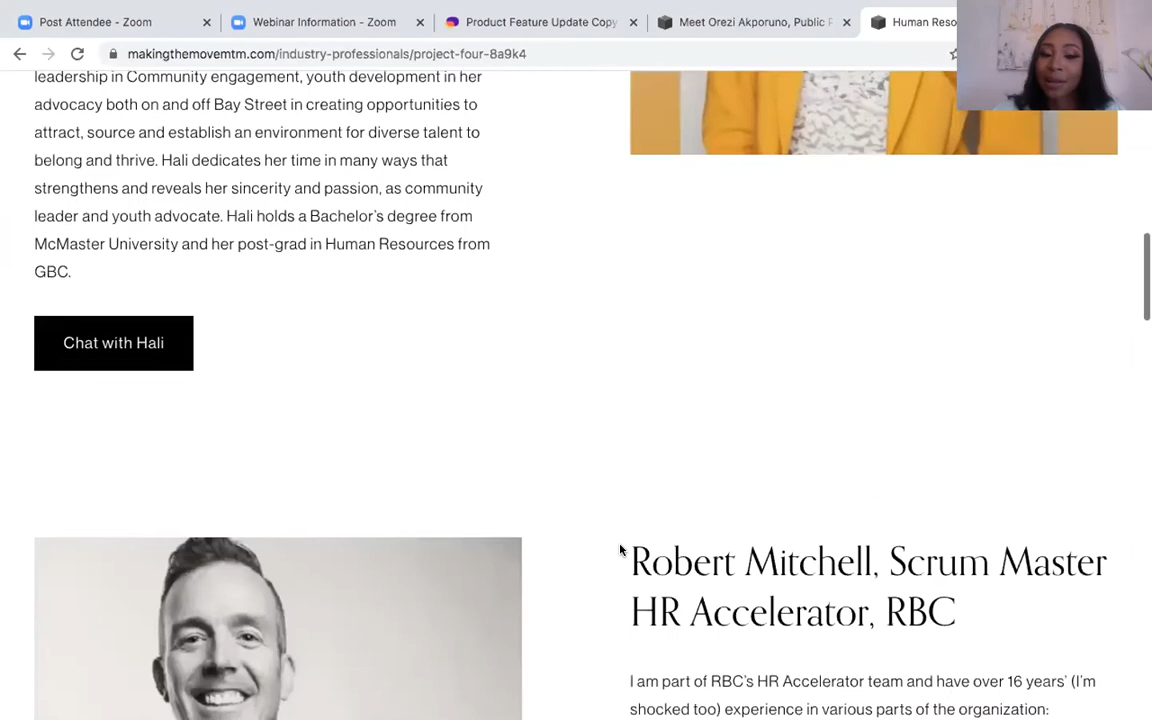 Post Attendee - Zoom
Webinar Information - Zoom
Product Feature Update Copy
Meet Orezi Akporuno, Public
Human Reso
makingthemovemtm.com/industry-professionals/project-four-8a9k4
leadership in Community engagement, youth development in her
advocacy both on and off Bay Street in creating opportunities to
attract, source and establish an environment for diverse talent to
belong and thrive. Hali dedicates her time in many ways that
strengthens and reveals her sincerity and passion, as community
leader and youth advocate. Hali holds a Bachelor's degree from
McMaster University and her post-grad in Human Resources from
GBC.
Chat with Hali
Robert Mitchell, Scrum Master
HR Accelerator, RBC
I am part of RBC's HR Accelerator team and have over 16 years' (I'm
shocked too) experience in various parts of the organization: